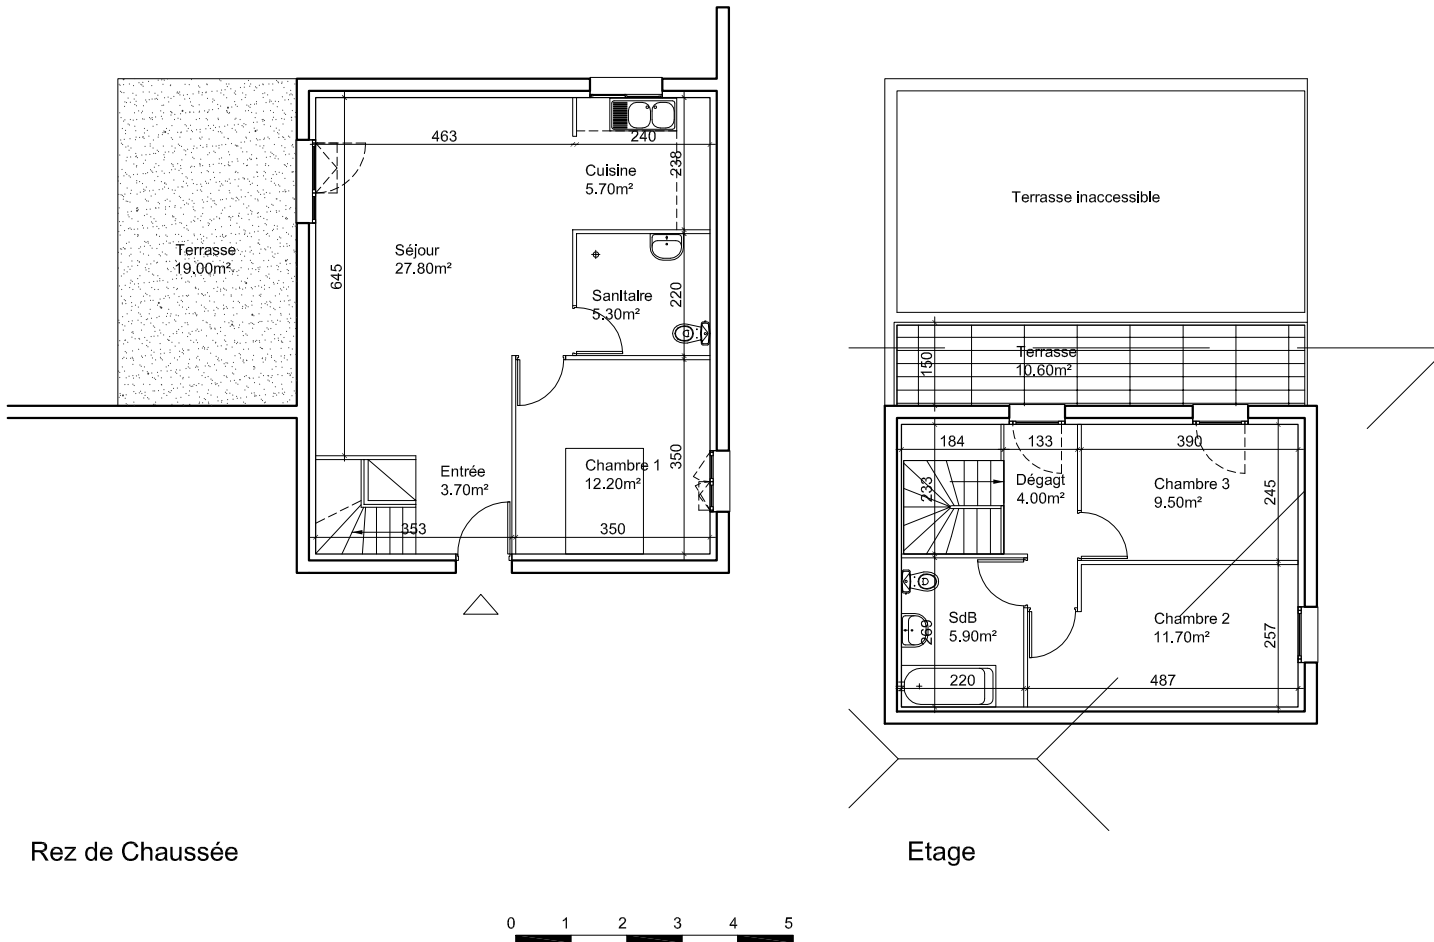 463
240
238
Cuisine
5.70m²
Terrasse
19.00m²
Séjour
27.80m²
645
Sanitaire
5.30m²
220
Entrée
3.70m²
Chambre 1
12.20m²
350
353
350
Terrasse inaccessible
Terrasse
10.60m²
150
184
133
390
233
Dégagt
4.00m²
Chambre 3
9.50m²
245
SdB
5.90m²
269
Chambre 2
11.70m²
257
220
487
Rez de Chaussée
Etage
0 1 2 3 4 5